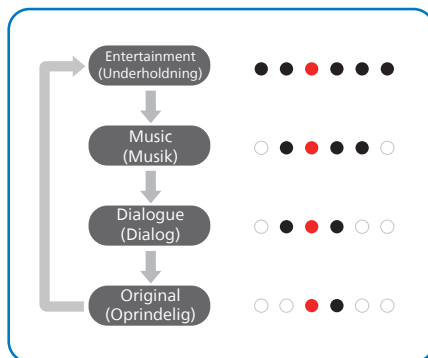 Entertainment
(Underholdning)
Music
(Musik)
Dialogue
(Dialog)
Original
(Oprindelig)